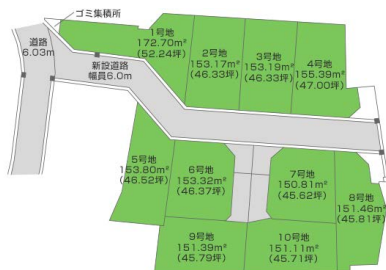 ゴミ集積所
道路
6.03m
新設道路
幅員6.0m
1号地
172.70m²
(52.24坪)
2号地
153.17m²
(46.33坪)
3号地
153.19m²
(46.33坪)
4号地
155.39m²
(47.00坪)
5号地
153.80m²
(46.52坪)
6号地
153.32m²
(46.37坪)
7号地
150.81m²
(45.62坪)
8号地
151.46m²
(45.81坪)
9号地
151.39m²
(45.79坪)
10号地
151.11m²
(45.71坪)